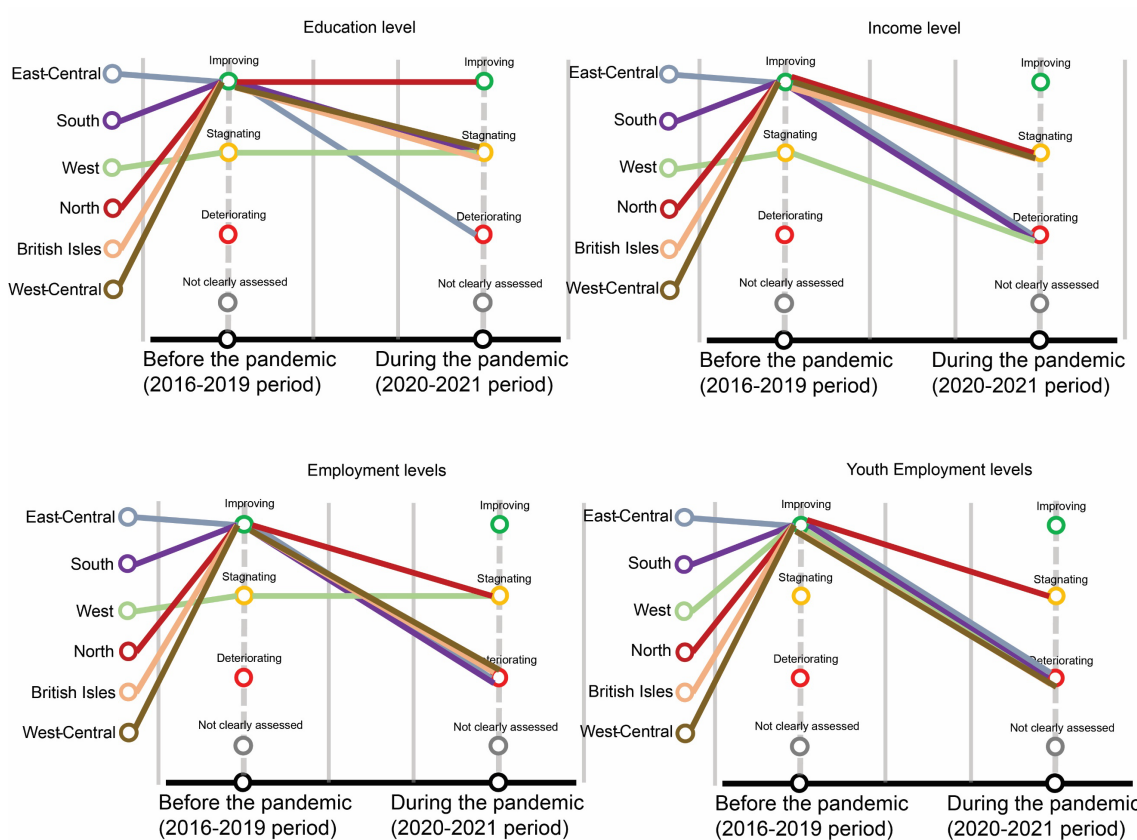 Education level
East-Central
South
West
North
British Isles
West-Central
Improving
Stagnating
Deteriorating
Not clearly assessed
Improving
Stagnating
Deteriorating
Not clearly assessed
Before the pandemic
(2016-2019 period)
During the pandemic
(2020-2021 period)
Income level
East-Central
South
West
North
British Isles
West-Central
Improving
Stagnating
Deteriorating
Not clearly assessed
Improving
Stagnating
Deteriorating
Not clearly assessed
Before the pandemic
(2016-2019 period)
During the pandemic
(2020-2021 period)
Employment levels
East-Central
South
West
North
British Isles
West-Central
Improving
Stagnating
Deteriorating
Not clearly assessed
Improving
Stagnating
Deteriorating
Not clearly assessed
Before the pandemic
(2016-2019 period)
During the pandemic
(2020-2021 period)
Youth Employment levels
East-Central
South
West
North
British Isles
West-Central
Improving
Stagnating
Deteriorating
Not clearly assessed
Improving
Stagnating
Deteriorating
Not clearly assessed
Before the pandemic
(2016-2019 period)
During the pandemic
(2020-2021 period)